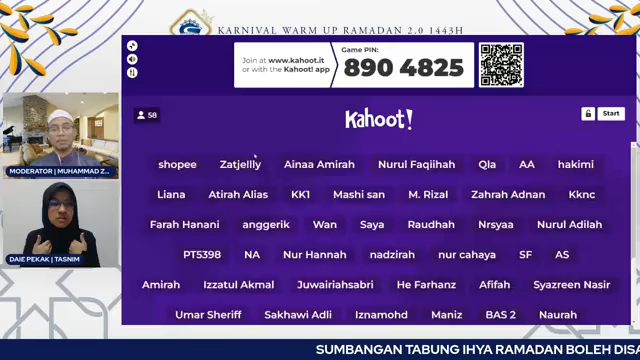 KARNIVAL WARM UP RAMADAN 2.0 1443H
Join at www.kahoot.it
or with the Kahoot! app
Game PIN:
890 4825
58
Kahoot!
Start
shopee Zatjellly Ainaa Amirah Nurul Faqiihah Qla AA hakimi
Liana Atirah Alias KK1 Mashi san M. Rizal Zahrah Adnan Kknc
Farah Hanani anggerik Wan Saya Raudhah Nrsyaa Nurul Adilah
PT5398 NA Nur Hannah nadzirah nur cahaya SF AS
Amirah Izzatul Akmal Juwairiahsabri He Farhanz Afifah Syazreen Nasir
Umar Sheriff Sakhawi Adli Iznamohd Maniz BAS 2 Naurah
MODERATOR | MUHAMMAD Z...
DAIE PEKAK | TASNIM
SUMBANGAN TABUNG IHYA RAMADAN BOLEH DISA